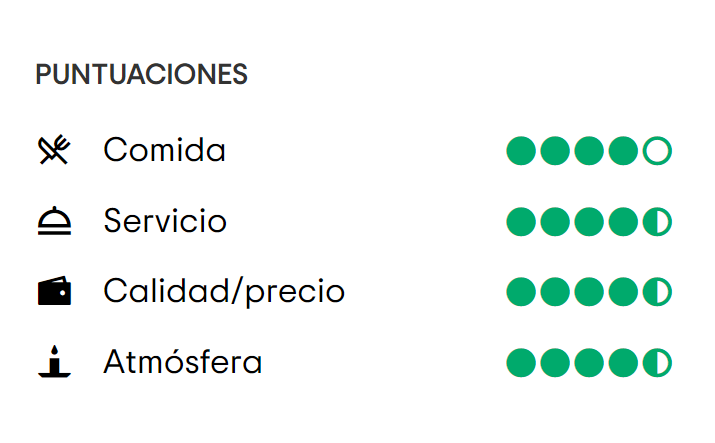 PUNTUACIONES
Comida
Servicio
Calidad/precio
Atmósfera